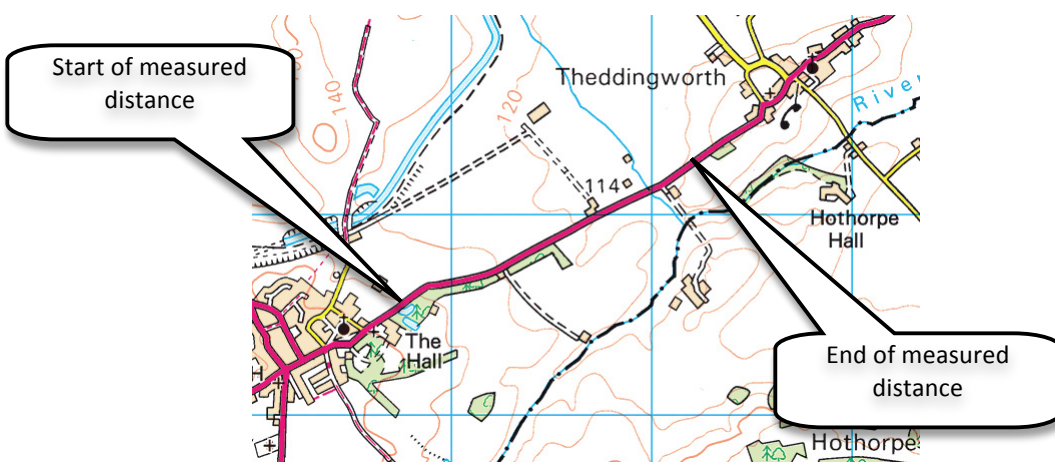 Start of measured
distance
140
120
Theddingworth
River
114
Hothorpe
Hall
The
Hall
H
End of measured
distance
Hothorpe